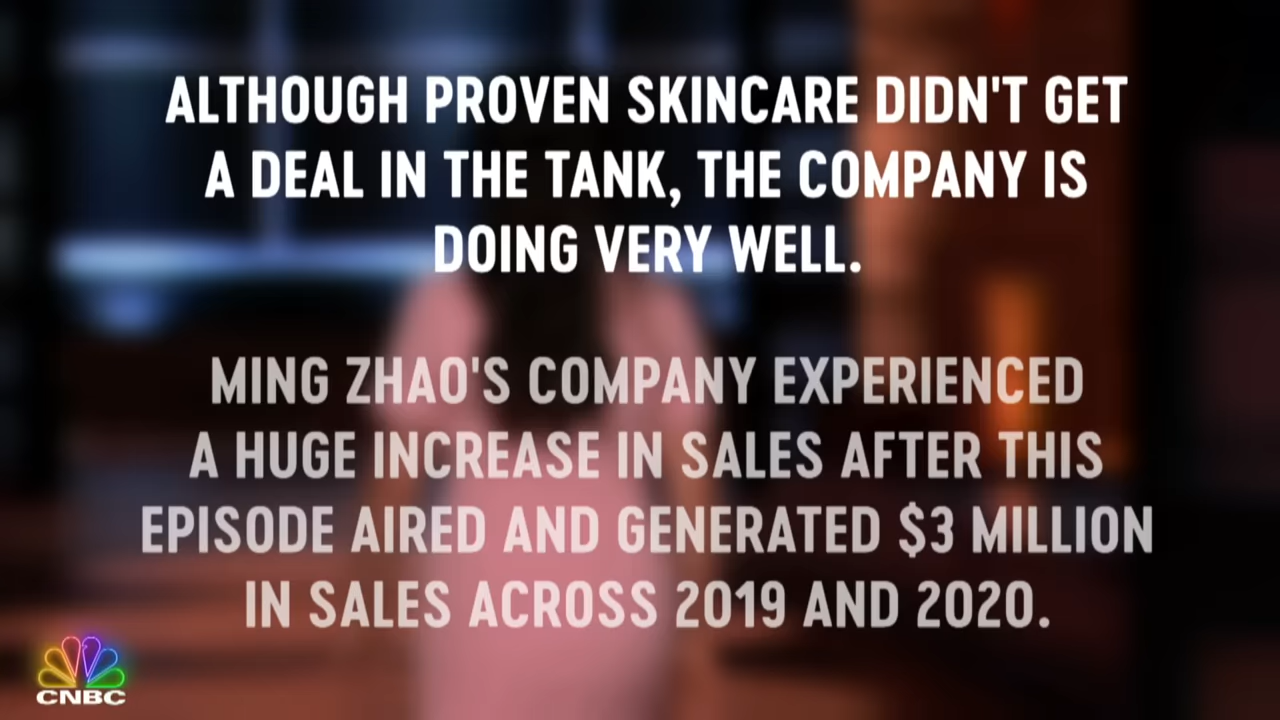 ALTHOUGH PROVEN SKINCARE DIDN'T GET
A DEAL IN THE TANK, THE COMPANY IS
DOING VERY WELL.
MING ZHAO'S COMPANY EXPERIENCED
A HUGE INCREASE IN SALES AFTER THIS
EPISODE AIRED AND GENERATED $3 MILLION
IN SALES ACROSS 2019 AND 2020.
CNBC